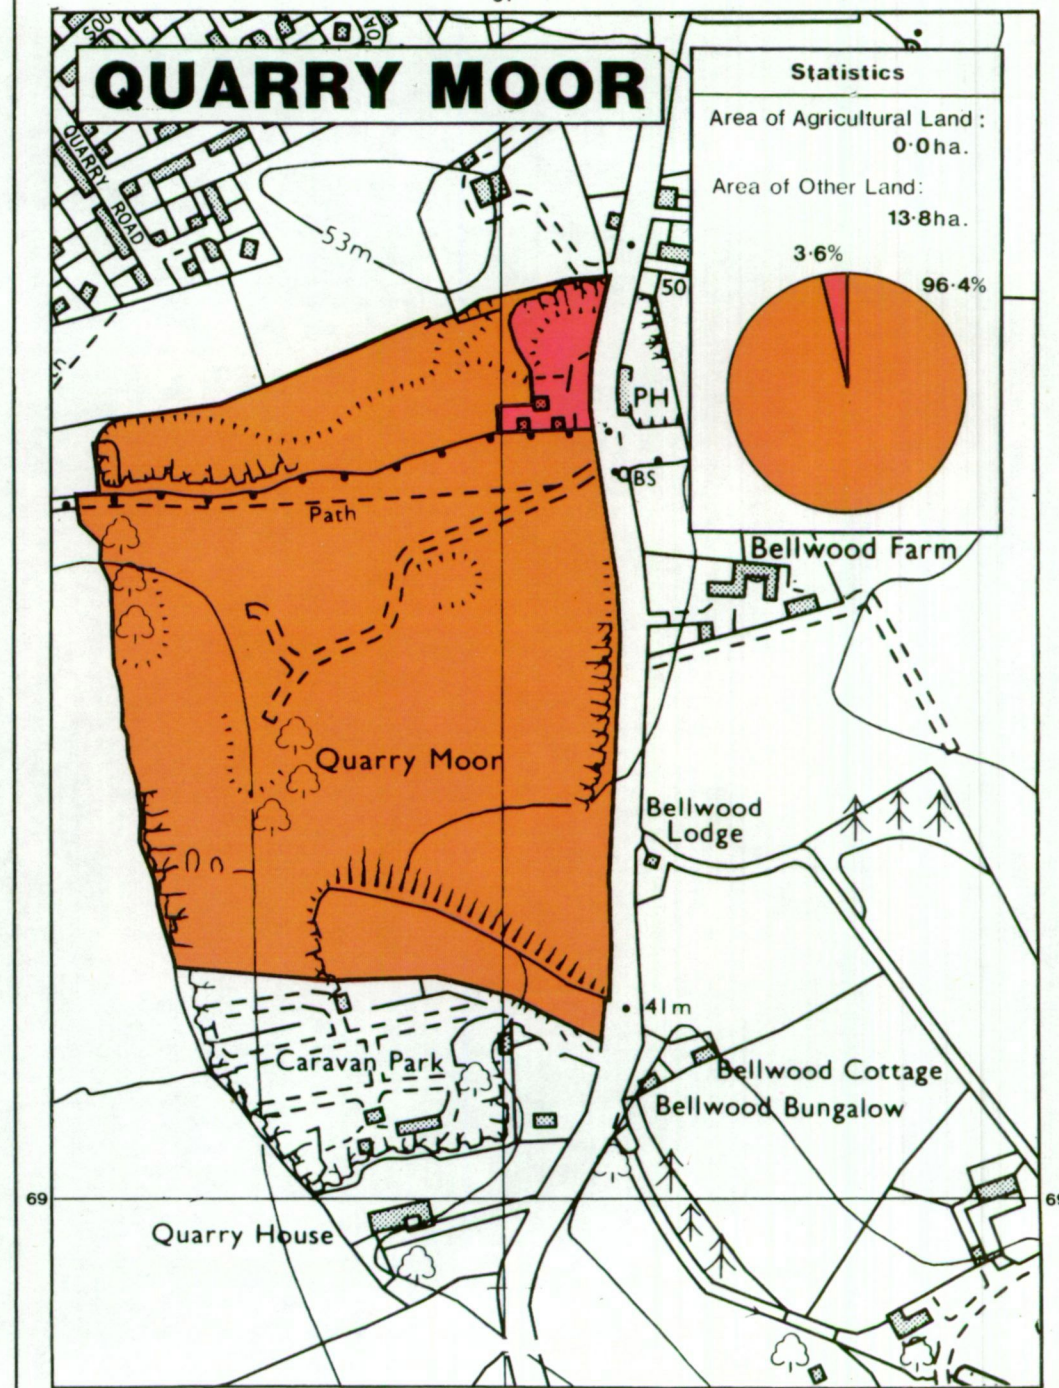 QUARRY MOOR
Statistics
Area of Agricultural Land :
0·0ha.
Area of Other Land:
13·8ha.
3·6%
96·4%
SOU
QUARRY
ROAD
53m
50
PH
BS
Path
Bellwood Farm
Quarry Moor
Bellwood
Lodge
41m
Caravan Park
Bellwood Cottage
Bellwood Bungalow
69
Quarry House